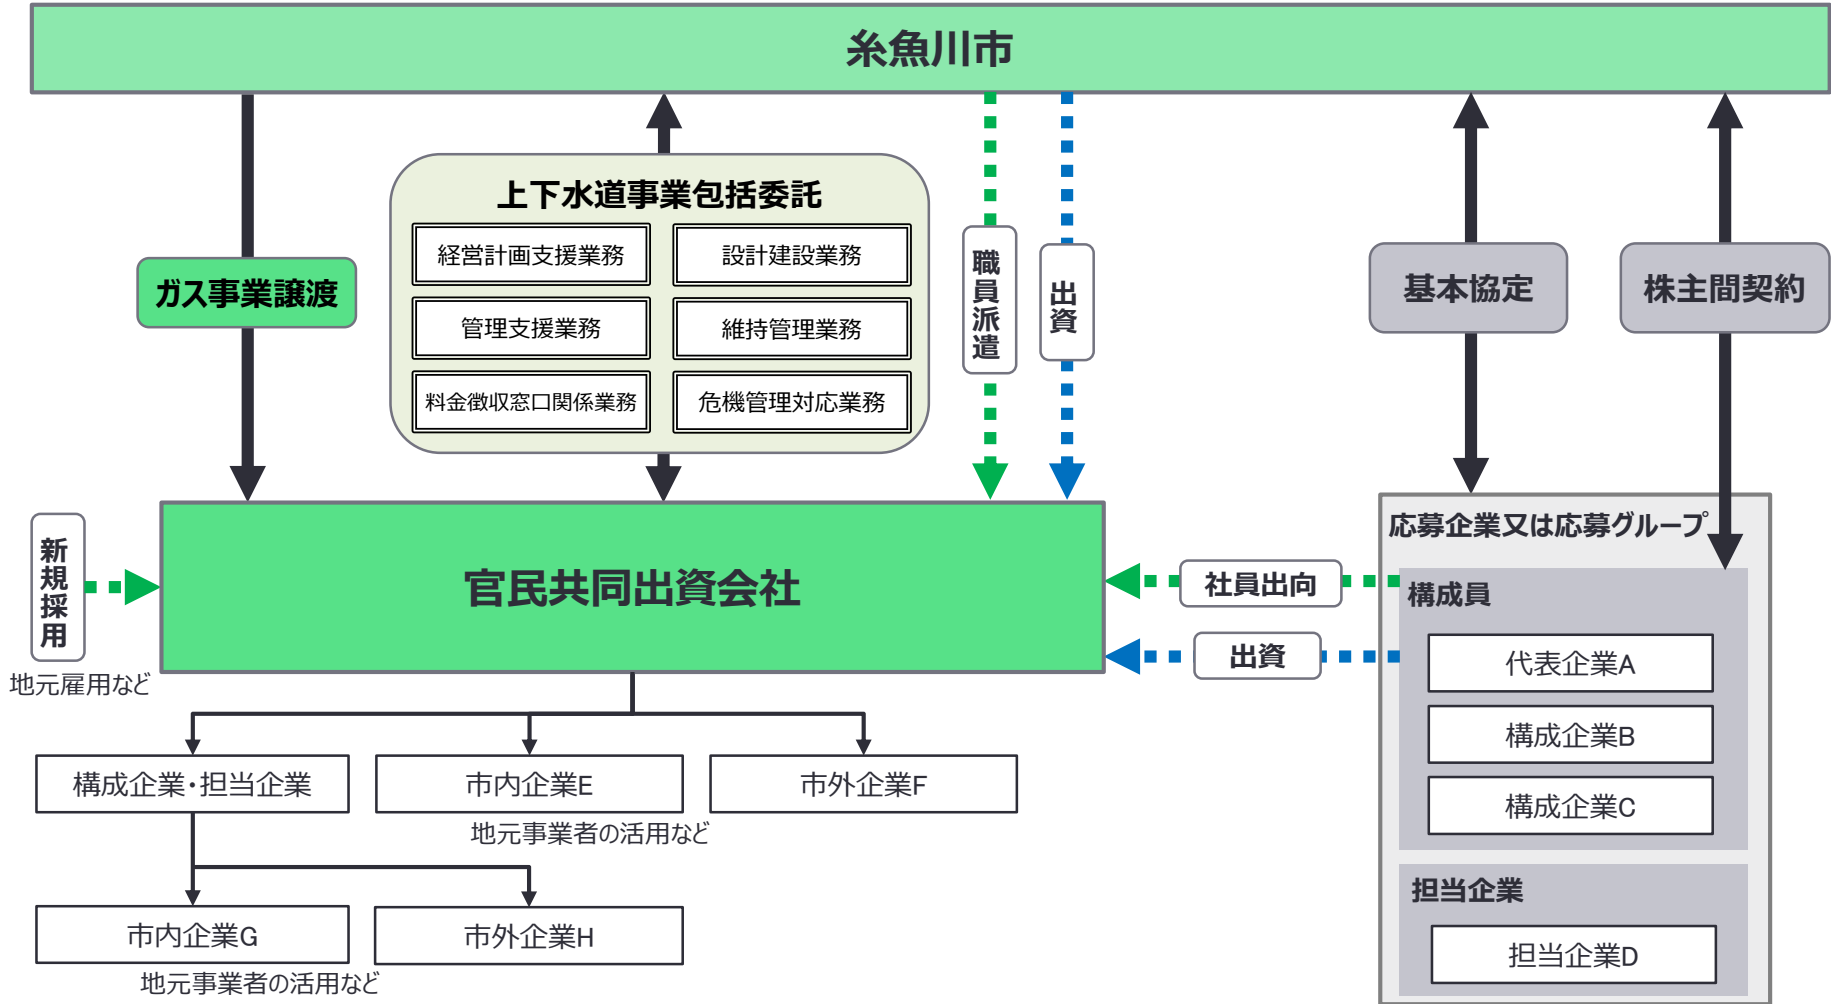 糸魚川市
上下水道事業包括委託
経営計画支援業務
設計建設業務
管理支援業務
維持管理業務
料金徴収窓口関係業務
危機管理対応業務
ガス事業譲渡
職員派遣
出資
基本協定
株主間契約
新規採用
地元雇用など
官民共同出資会社
社員出向
出資
応募企業又は応募グループ
構成員
代表企業A
構成企業B
構成企業C
担当企業
担当企業D
構成企業・担当企業
市内企業E
市外企業F
地元事業者の活用など
市内企業G
市外企業H
地元事業者の活用など